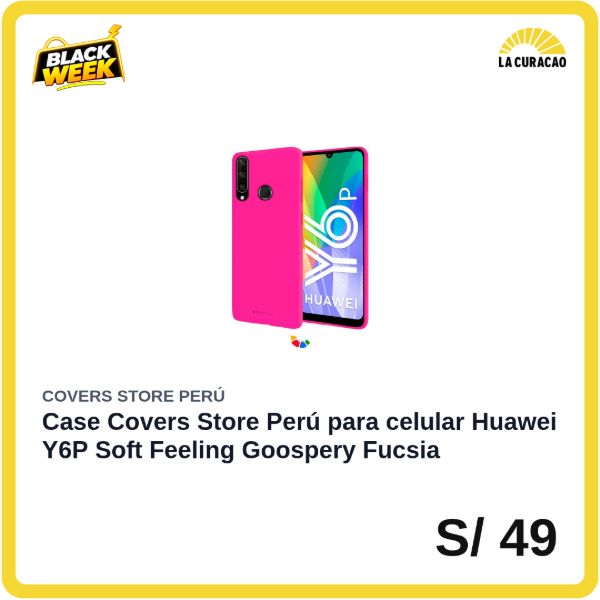 BLACK
WEEK
LA CURACAO
Y6P
HUAWEI
COVERS STORE PERÚ
Case Covers Store Perú para celular Huawei
Y6P Soft Feeling Goospery Fucsia
S/ 49